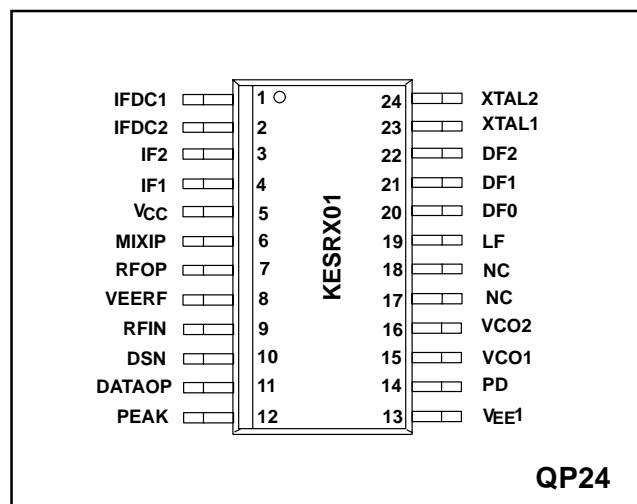 IFDC1 1 24 XTAL2
IFDC2 2 23 XTAL1
IF2 3 22 DF2
IF1 4 21 DF1
VCC 5 20 DF0
MIXIP 6 19 LF
RFOP 7 18 NC
VEERF 8 17 NC
RFIN 9 16 VCO2
DSN 10 15 VCO1
DATAOP 11 14 PD
PEAK 12 13 VEE1
KESRX01
QP24